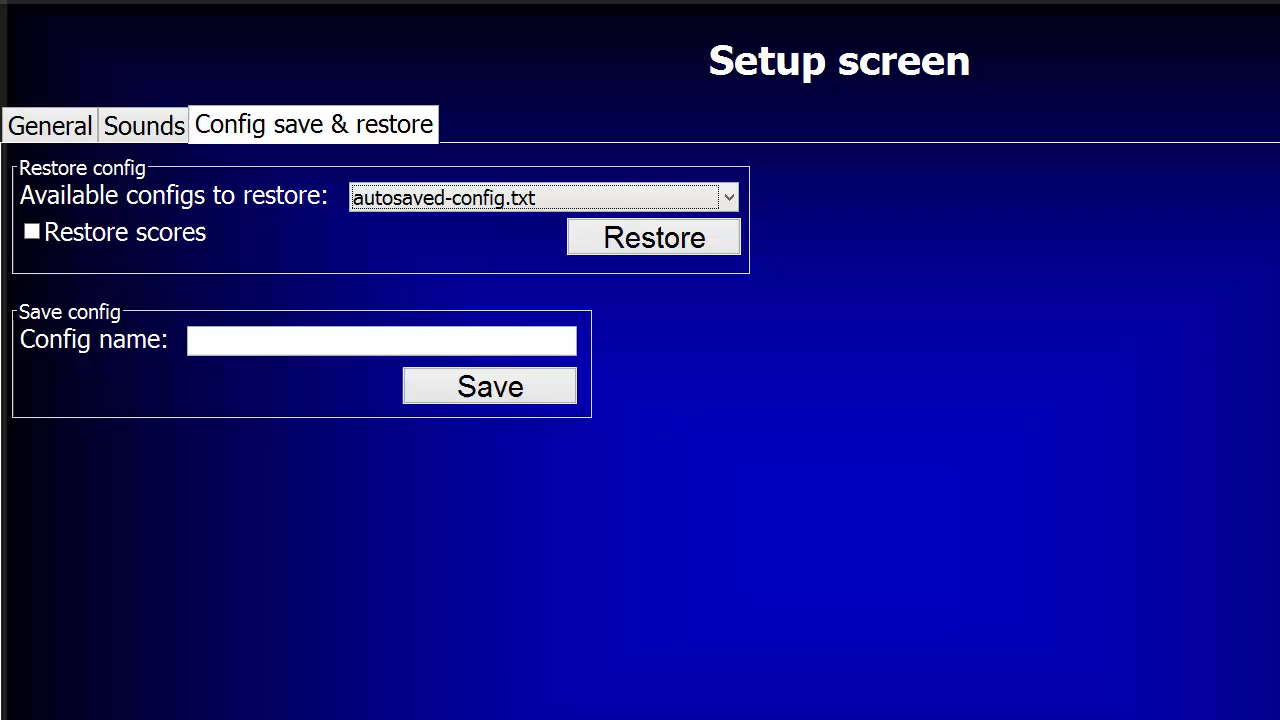 Setup screen
General Sounds Config save & restore
Restore config
Available configs to restore: autosaved-config.txt
Restore scores Restore
Save config
Config name:
Save